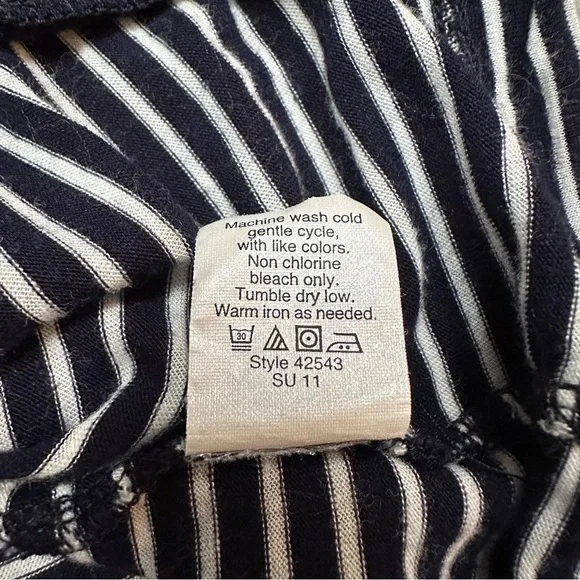 Machine wash cold
gentle cycle,
with like colors.
Non chlorine
bleach only.
Tumble dry low.
Warm iron as needed.
30
Style 42543
SU 11